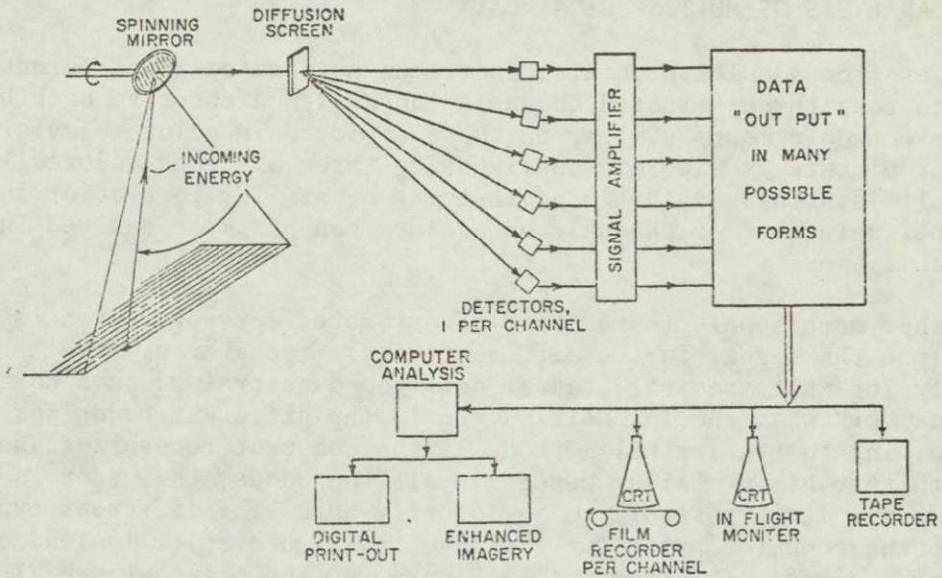 SPINNING
MIRROR
DIFFUSION
SCREEN
INCOMING
ENERGY
DETECTORS,
1 PER CHANNEL
SIGNAL AMPLIFIER
DATA
"OUT PUT"
IN MANY
POSSIBLE
FORMS
COMPUTER
ANALYSIS
DIGITAL
PRINT-OUT
ENHANCED
IMAGERY
CRT
FILM
RECORDER
PER CHANNEL
CRT
IN FLIGHT
MONITER
TAPE
RECORDER